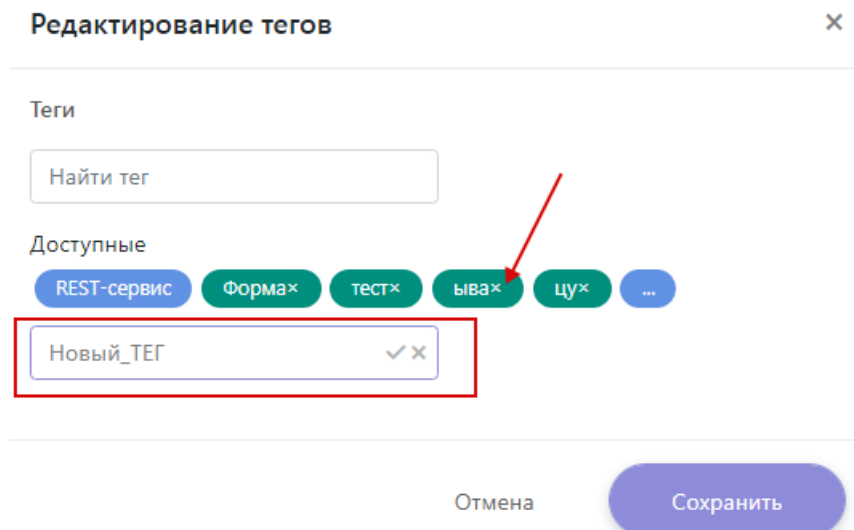 Редактирование тегов ×
Теги
Найти тег
Доступные
REST-сервис Форма× тест× ыва× цу× ...
Новый_ТЕГ
Отмена Сохранить